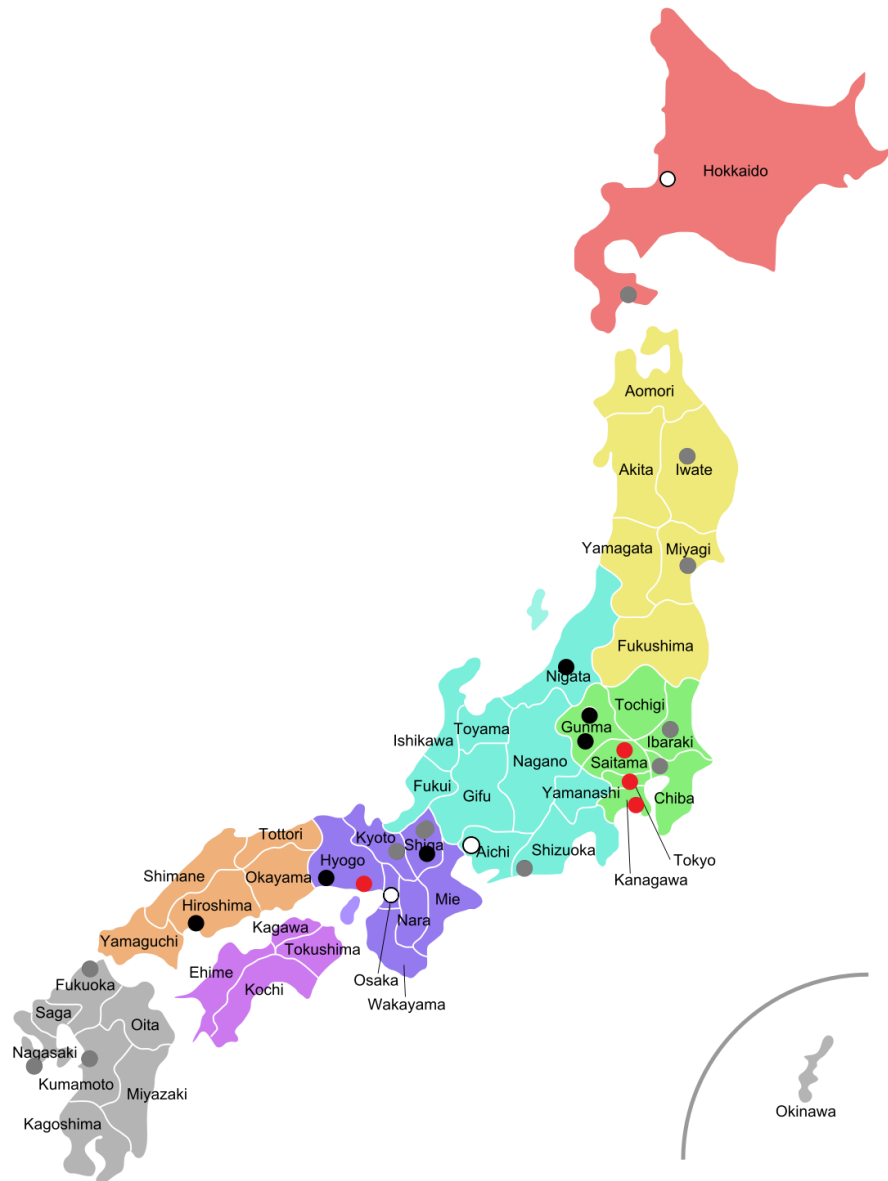 Hokkaido
Aomori
Akita
Iwate
Yamagata
Miyagi
Fukushima
Nigata
Tochigi
Gunma
Ibaraki
Toyama
Ishikawa
Nagano
Saitama
Fukui
Gifu
Yamanashi
Chiba
Kyoto
Shiga
Aichi
Shizuoka
Tokyo
Kanagawa
Tottori
Hyogo
Shimane
Okayama
Mie
Hiroshima
Nara
Kagawa
Yamaguchi
Tokushima
Ehime
Osaka
Kochi
Wakayama
Fukuoka
Saga
Oita
Nagasaki
Kumamoto
Miyazaki
Kagoshima
Okinawa